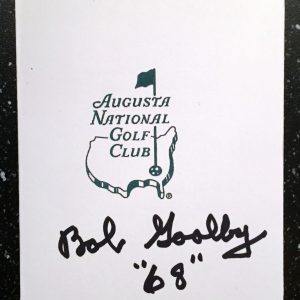 AUGUSTA
NATIONAL
GOLF
CLUB
®
Bob Goalby
"68"